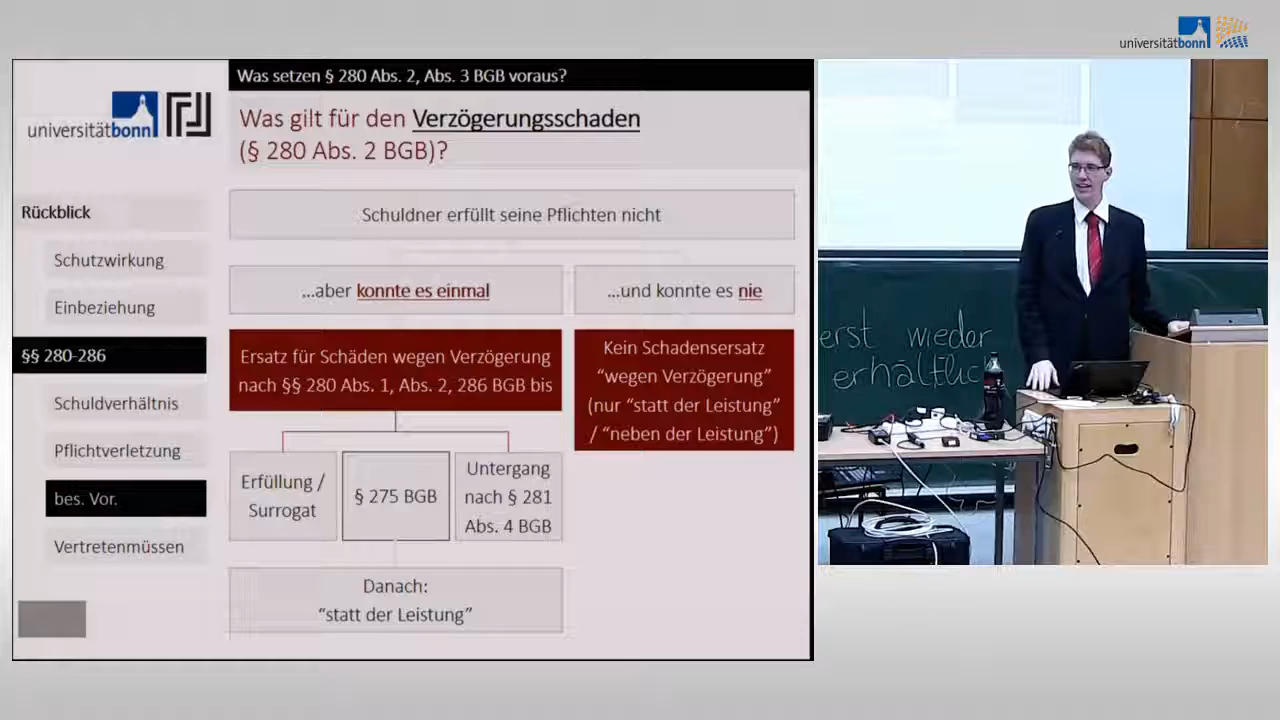 universitätbonn
Was setzen § 280 Abs. 2, Abs. 3 BGB voraus?
universitätbonn
Was gilt für den Verzögerungsschaden
(§ 280 Abs. 2 BGB)?
Rückblick
Schutzwirkung
Einbeziehung
§§ 280-286
Schuldverhältnis
Pflichtverletzung
bes. Vor.
Vertretenmüssen
Schuldner erfüllt seine Pflichten nicht
...aber konnte es einmal
...und konnte es nie
Ersatz für Schäden wegen Verzögerung
nach §§ 280 Abs. 1, Abs. 2, 286 BGB bis
Kein Schadensersatz
“wegen Verzögerung”
(nur “statt der Leistung”
/ “neben der Leistung”)
Erfüllung /
Surrogat
§ 275 BGB
Untergang
nach § 281
Abs. 4 BGB
Danach:
“statt der Leistung”
erst wieder
erhältlic